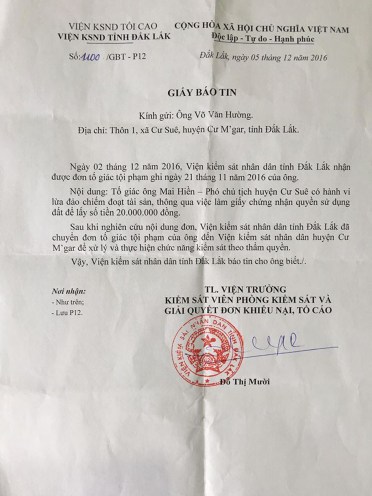 VIỆN KSND TỐI CAO
VIỆN KSND TỈNH ĐẮK LẮK
CỘNG HÒA XÃ HỘI CHỦ NGHĨA VIỆT NAM
Độc lập - Tự do - Hạnh phúc
Số: 1100 /GBT - P12
Đắk Lắk, ngày 05 tháng 12 năm 2016
GIẤY BÁO TIN
Kính gửi: Ông Võ Văn Hường.
Địa chỉ: Thôn 1, xã Cư Suê, huyện Cư M'gar, tỉnh Đắk Lắk.
Ngày 02 tháng 12 năm 2016, Viện kiểm sát nhân dân tỉnh Đắk Lắk nhận
được đơn tố giác tội phạm ghi ngày 21 tháng 11 năm 2016 của ông.
Nội dung: Tố giác ông Mai Hiền – Phó chủ tịch huyện Cư Suê có hành vi
lừa đảo chiếm đoạt tài sản, thông qua việc làm giấy chứng nhận quyền sử dụng
đất để lấy số tiền 20.000.000 đồng.
Sau khi nghiên cứu nội dung đơn, Viện kiểm sát nhân dân tỉnh Đắk Lắk đã
chuyển đơn tố giác tội phạm của ông đến Viện kiểm sát nhân dân huyện Cư
M'gar để xử lý và thực hiện chức năng kiểm sát theo thẩm quyền.
Vậy, Viện kiểm sát nhân dân tỉnh Đắk Lắk báo tin cho ông biết./.
Nơi nhận:
- Như trên;
- Lưu P12.
TL. VIỆN TRƯỞNG
KIỂM SÁT VIÊN PHÒNG KIỂM SÁT VÀ
GIẢI QUYẾT ĐƠN KHIẾU NẠI, TỐ CÁO
VIỆN KIỂM SÁT NHÂN DÂN TỈNH ĐẮK LẮK
Đỗ Thị Mười